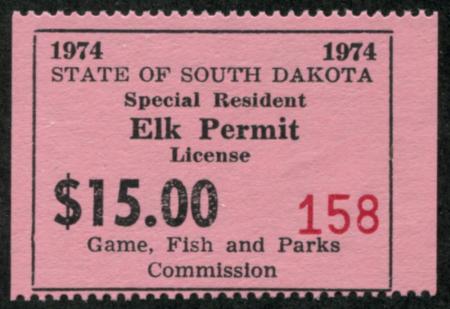 1974 1974
STATE OF SOUTH DAKOTA
Special Resident
Elk Permit
License
$15.00 158
Game, Fish and Parks
Commission